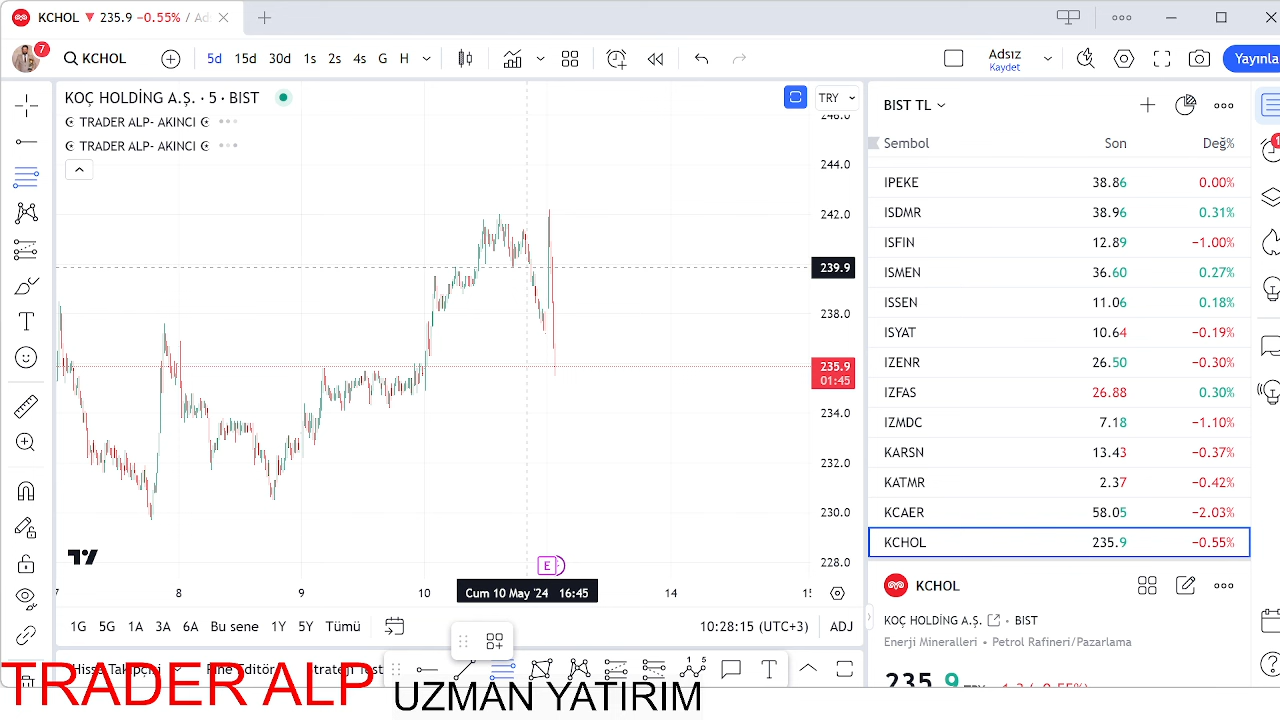 KCHOL ▼ 235.9 −0.55% / Ad
7 KCHOL 5d 15d 30d 1s 2s 4s G H Adsız Kaydet Yayınla
KOÇ HOLDİNG A.Ş. · 5 · BIST
TRADER ALP- AKINCI
TRADER ALP- AKINCI
TRY
246.0
244.0
242.0
239.9
238.0
235.9
01:45
234.0
232.0
230.0
228.0
E
7 8 9 10 Cum 10 May '24 16:45 14 15
1G 5G 1A 3A 6A Bu sene 1Y 5Y Tümü 10:28:15 (UTC+3) ADJ
BIST TL
Sembol Son Değ%
IPEKE 38.86 0.00%
ISDMR 38.96 0.31%
ISFIN 12.89 −1.00%
ISMEN 36.60 0.27%
ISSEN 11.06 0.18%
ISYAT 10.64 −0.19%
IZENR 26.50 −0.30%
IZFAS 26.88 0.30%
IZMDC 7.18 −1.10%
KARSN 13.43 −0.37%
KATMR 2.37 −0.42%
KCAER 58.05 −2.03%
KCHOL 235.9 −0.55%
KCHOL
KOÇ HOLDİNG A.Ş. • BIST
Enerji Mineralleri • Petrol Rafineri/Pazarlama
235.9
TRADER ALP UZMAN YATIRIM